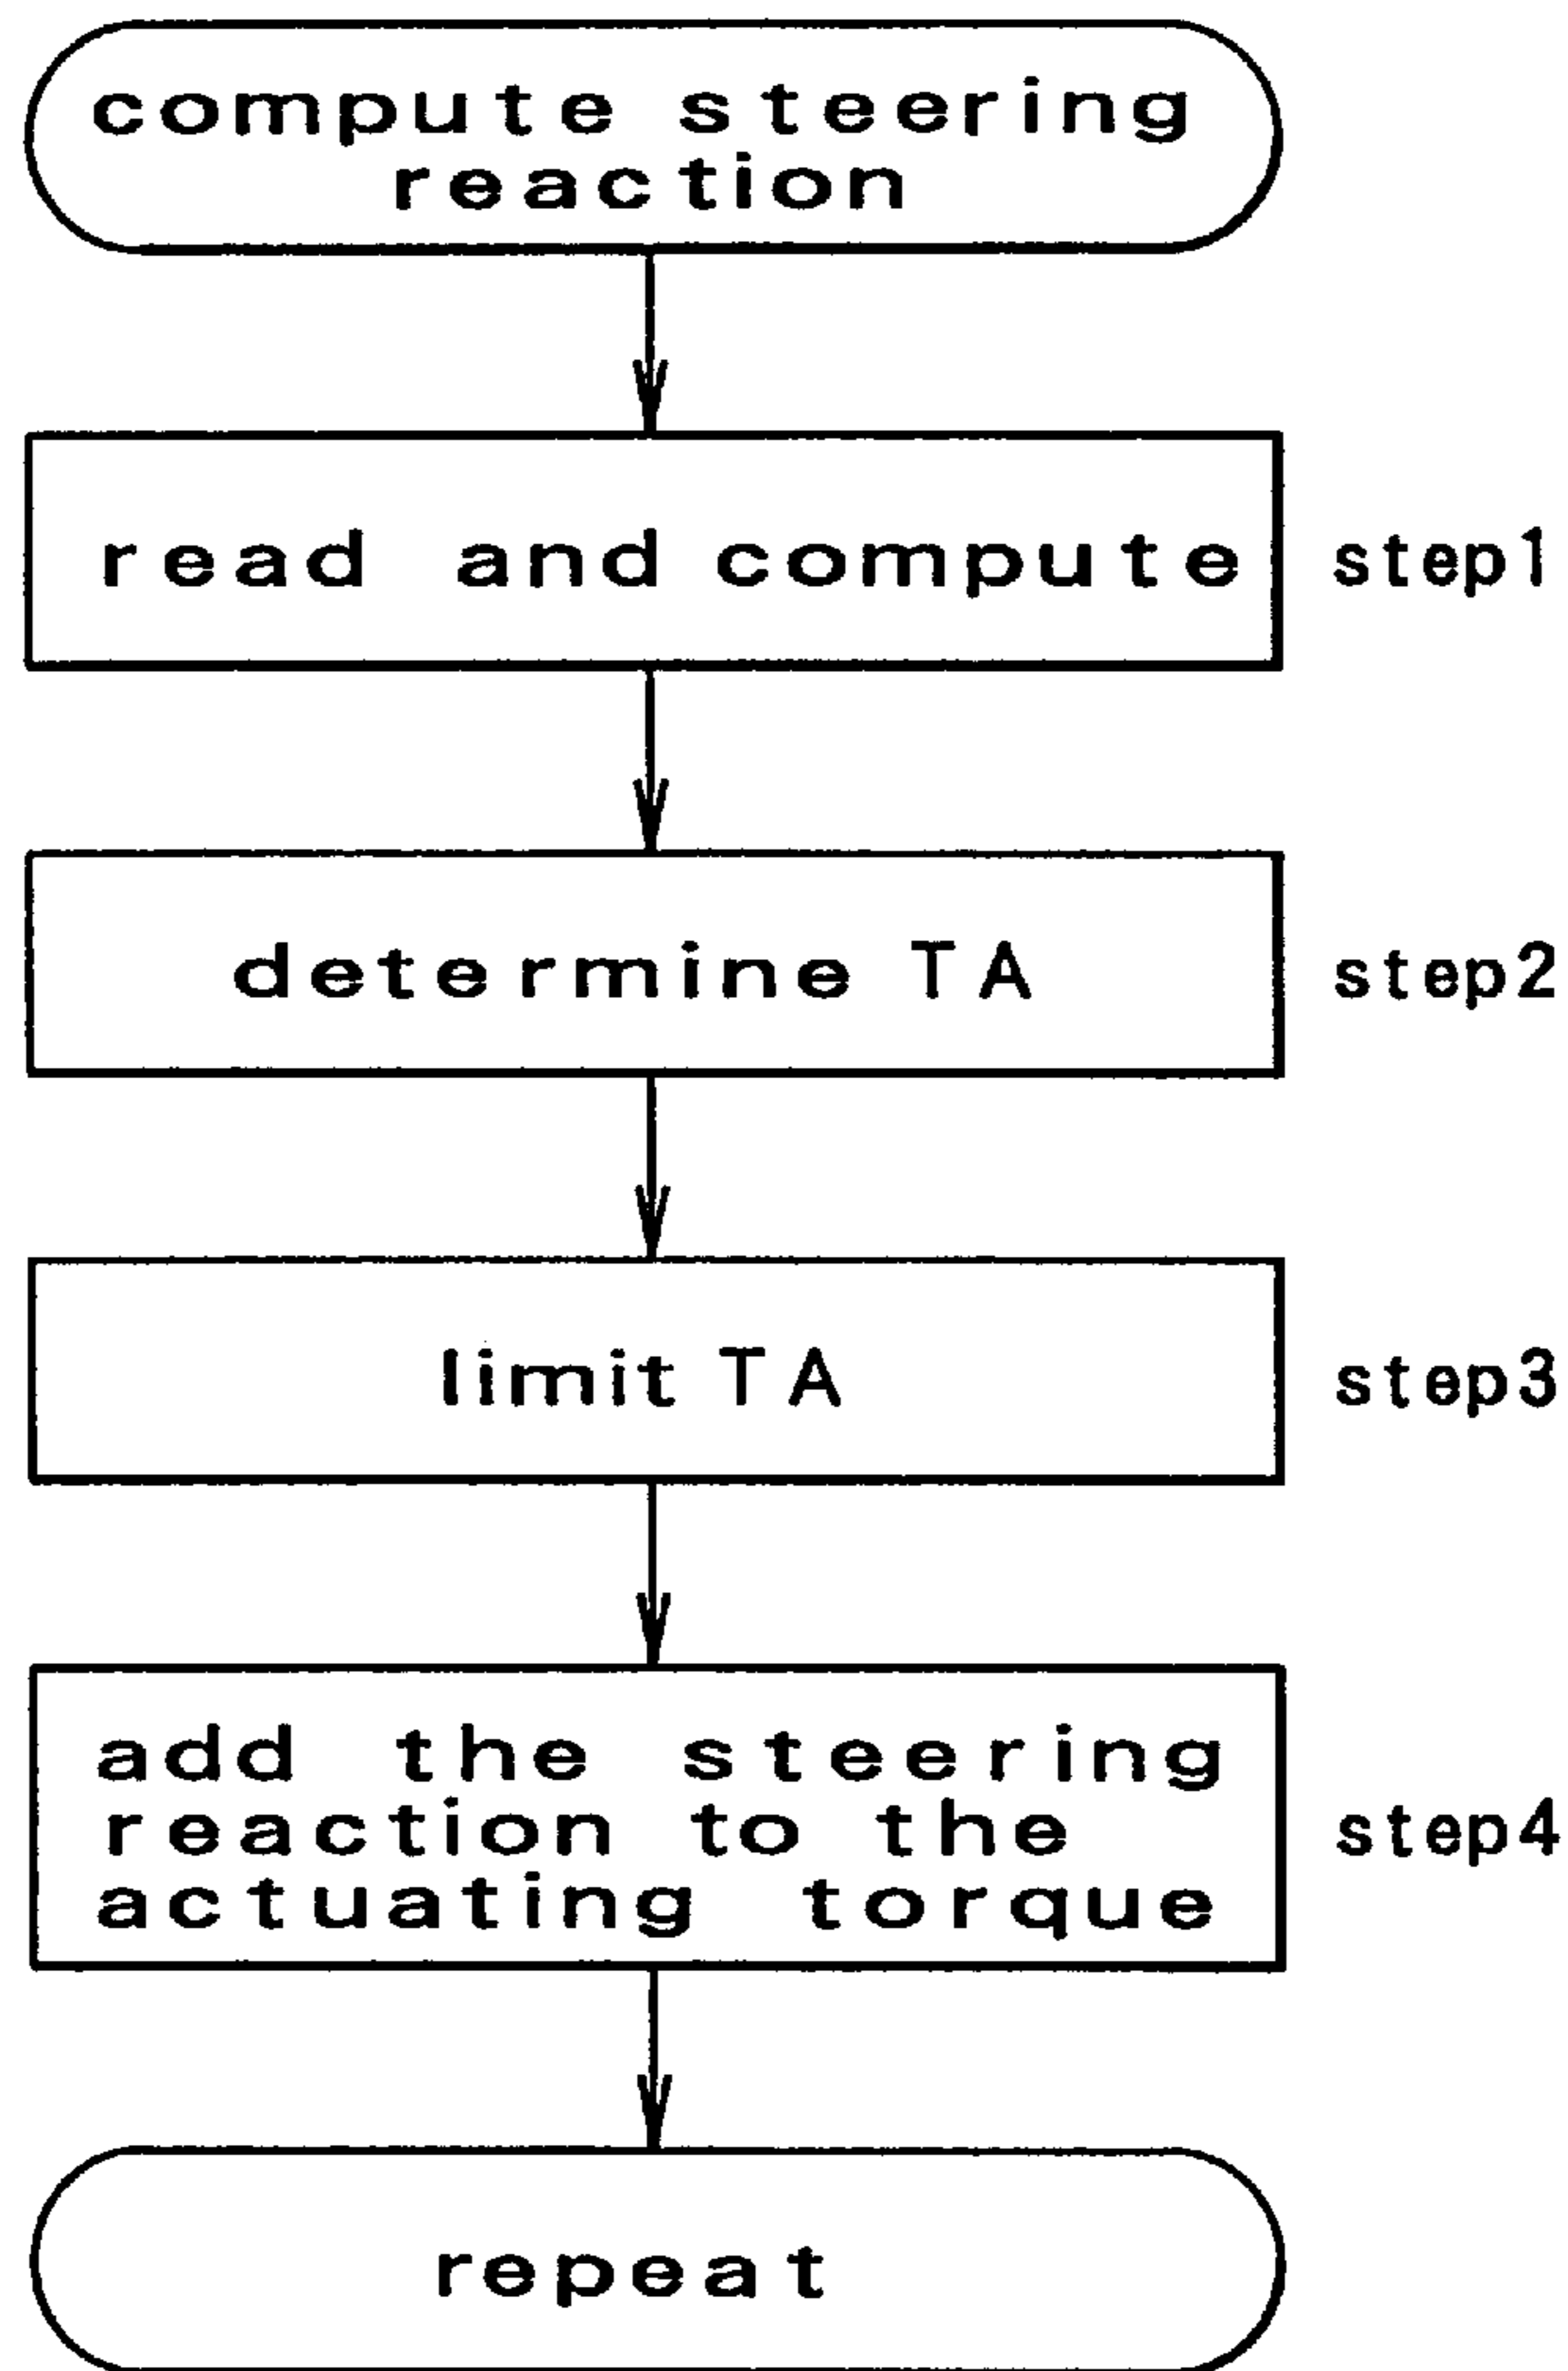 compute steering
reaction
read and compute
step1
determine TA
step2
limit TA
step3
add the steering
reaction to the
actuating torque
step4
repeat